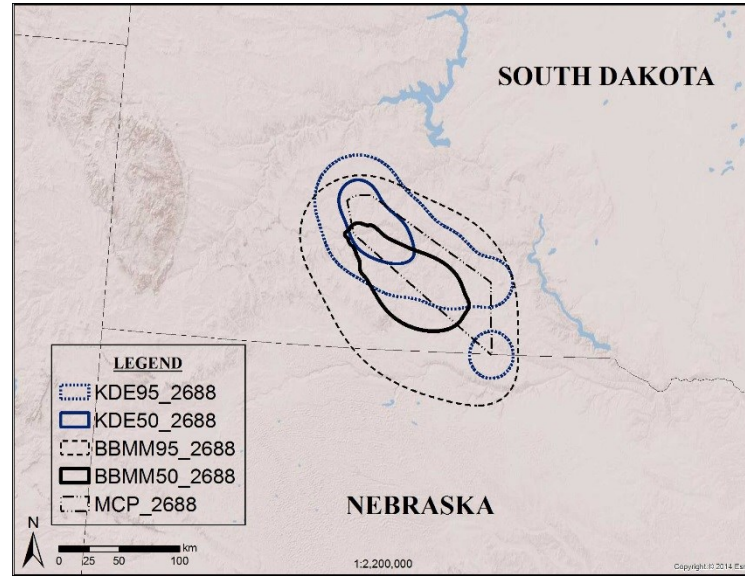 SOUTH DAKOTA
LEGEND
KDE95_2688
KDE50_2688
BBMM95_2688
BBMM50_2688
MCP_2688
NEBRASKA
N
km
0 25 50 100
1:2,200,000
Copyright:© 2014 Esri